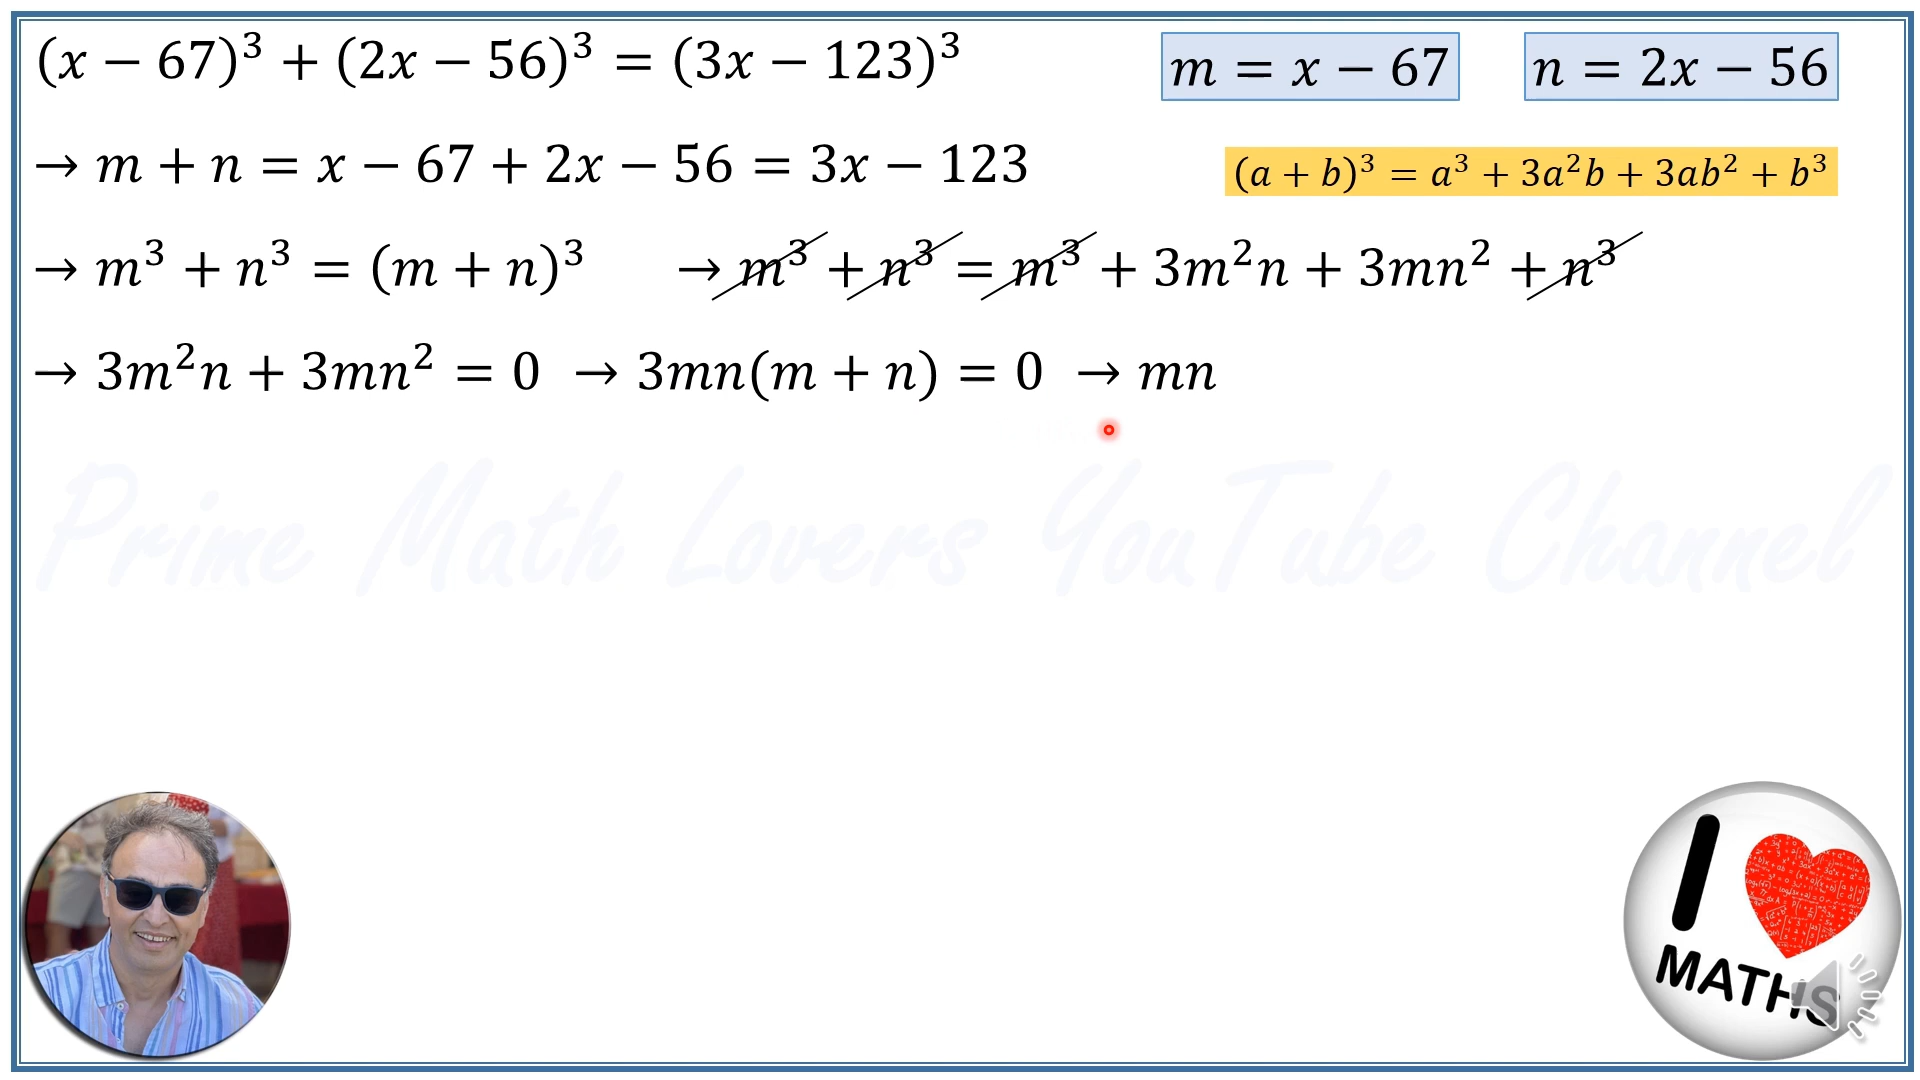 (x − 67)³ + (2x − 56)³ = (3x − 123)³
m = x − 67
n = 2x − 56
→ m + n = x − 67 + 2x − 56 = 3x − 123
(a + b)³ = a³ + 3a²b + 3ab² + b³
→ m³ + n³ = (m + n)³ → m³ + n³ = m³ + 3m²n + 3mn² + n³
→ 3m²n + 3mn² = 0 → 3mn(m + n) = 0 → mn
Prime Math Lovers YouTube Channel
I
MATHS